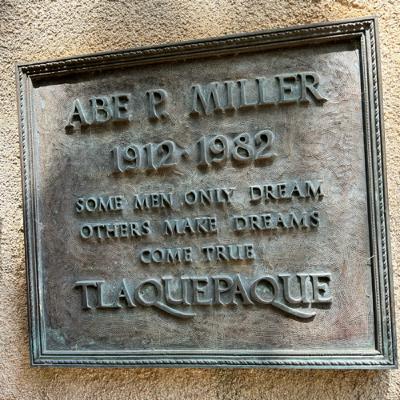 ABE P. MILLER
1912 · 1982
SOME MEN ONLY DREAM
OTHERS MAKE DREAMS
COME TRUE
TLAQUEPAQUE